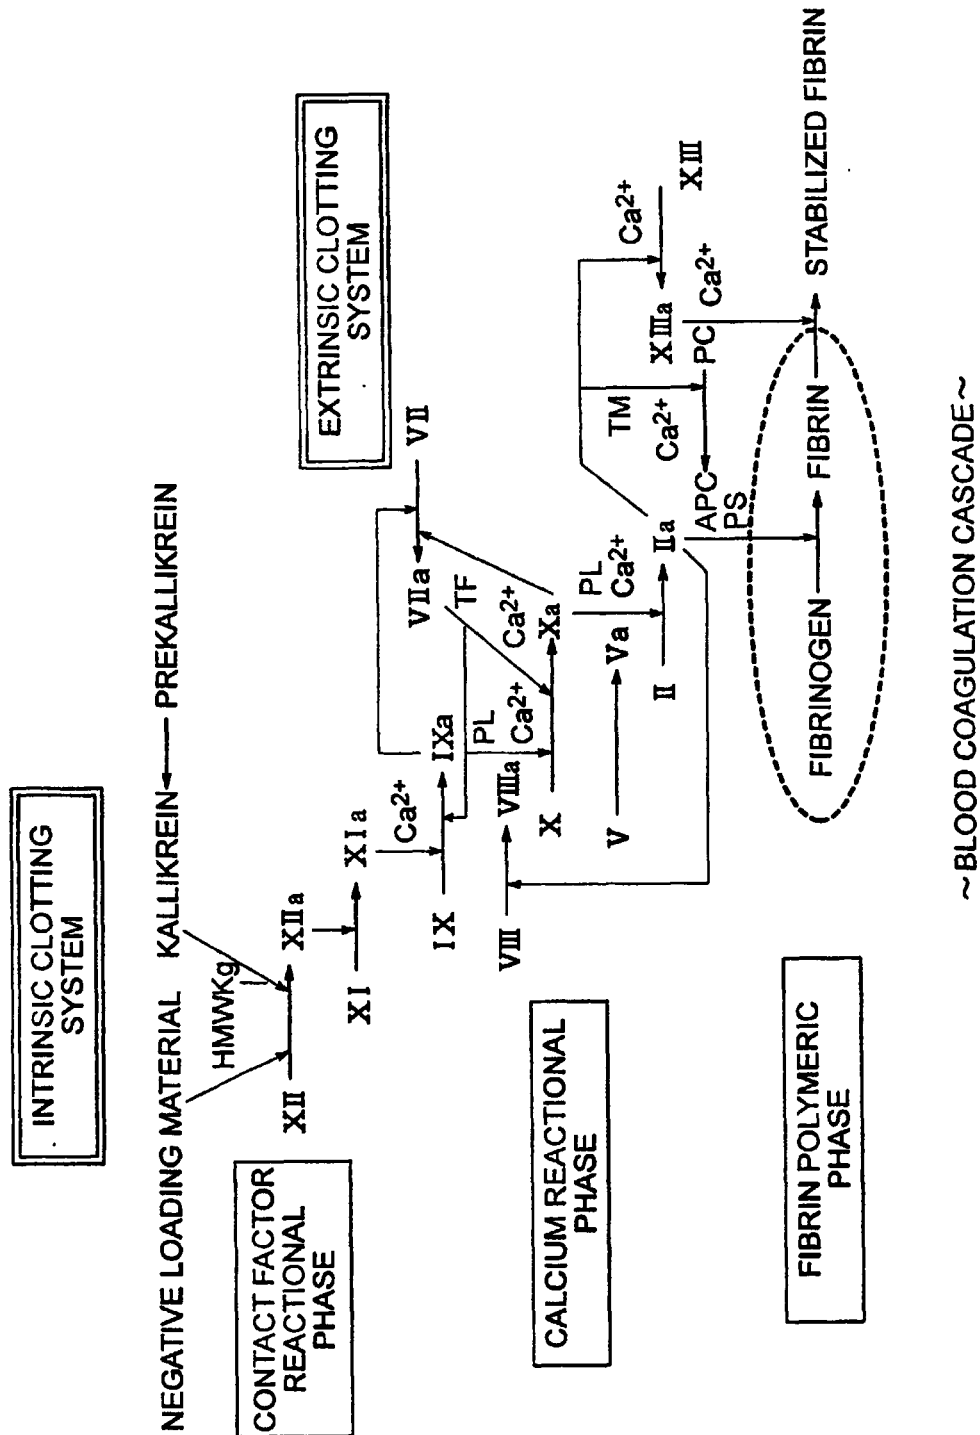 INTRINSIC CLOTTING
SYSTEM
NEGATIVE LOADING MATERIAL KALLIKREIN PREKALLIKREIN
HMWKg
CONTACT FACTOR
REACTIONAL
PHASE
XII XIIa
XI XIa
Ca2+
EXTRINSIC CLOTTING
SYSTEM
VIIa VII
TF
IX IXa
PL
Ca2+
Ca2+
VIII VIIIa
X Xa
CALCIUM REACTIONAL
PHASE
PL
Ca2+
V Va
II IIa
TM
Ca2+
Ca2+
XIIIa XIII
APC PC
PS
Ca2+
FIBRIN POLYMERIC
PHASE
FIBRINOGEN FIBRIN STABILIZED FIBRIN
~BLOOD COAGULATION CASCADE~